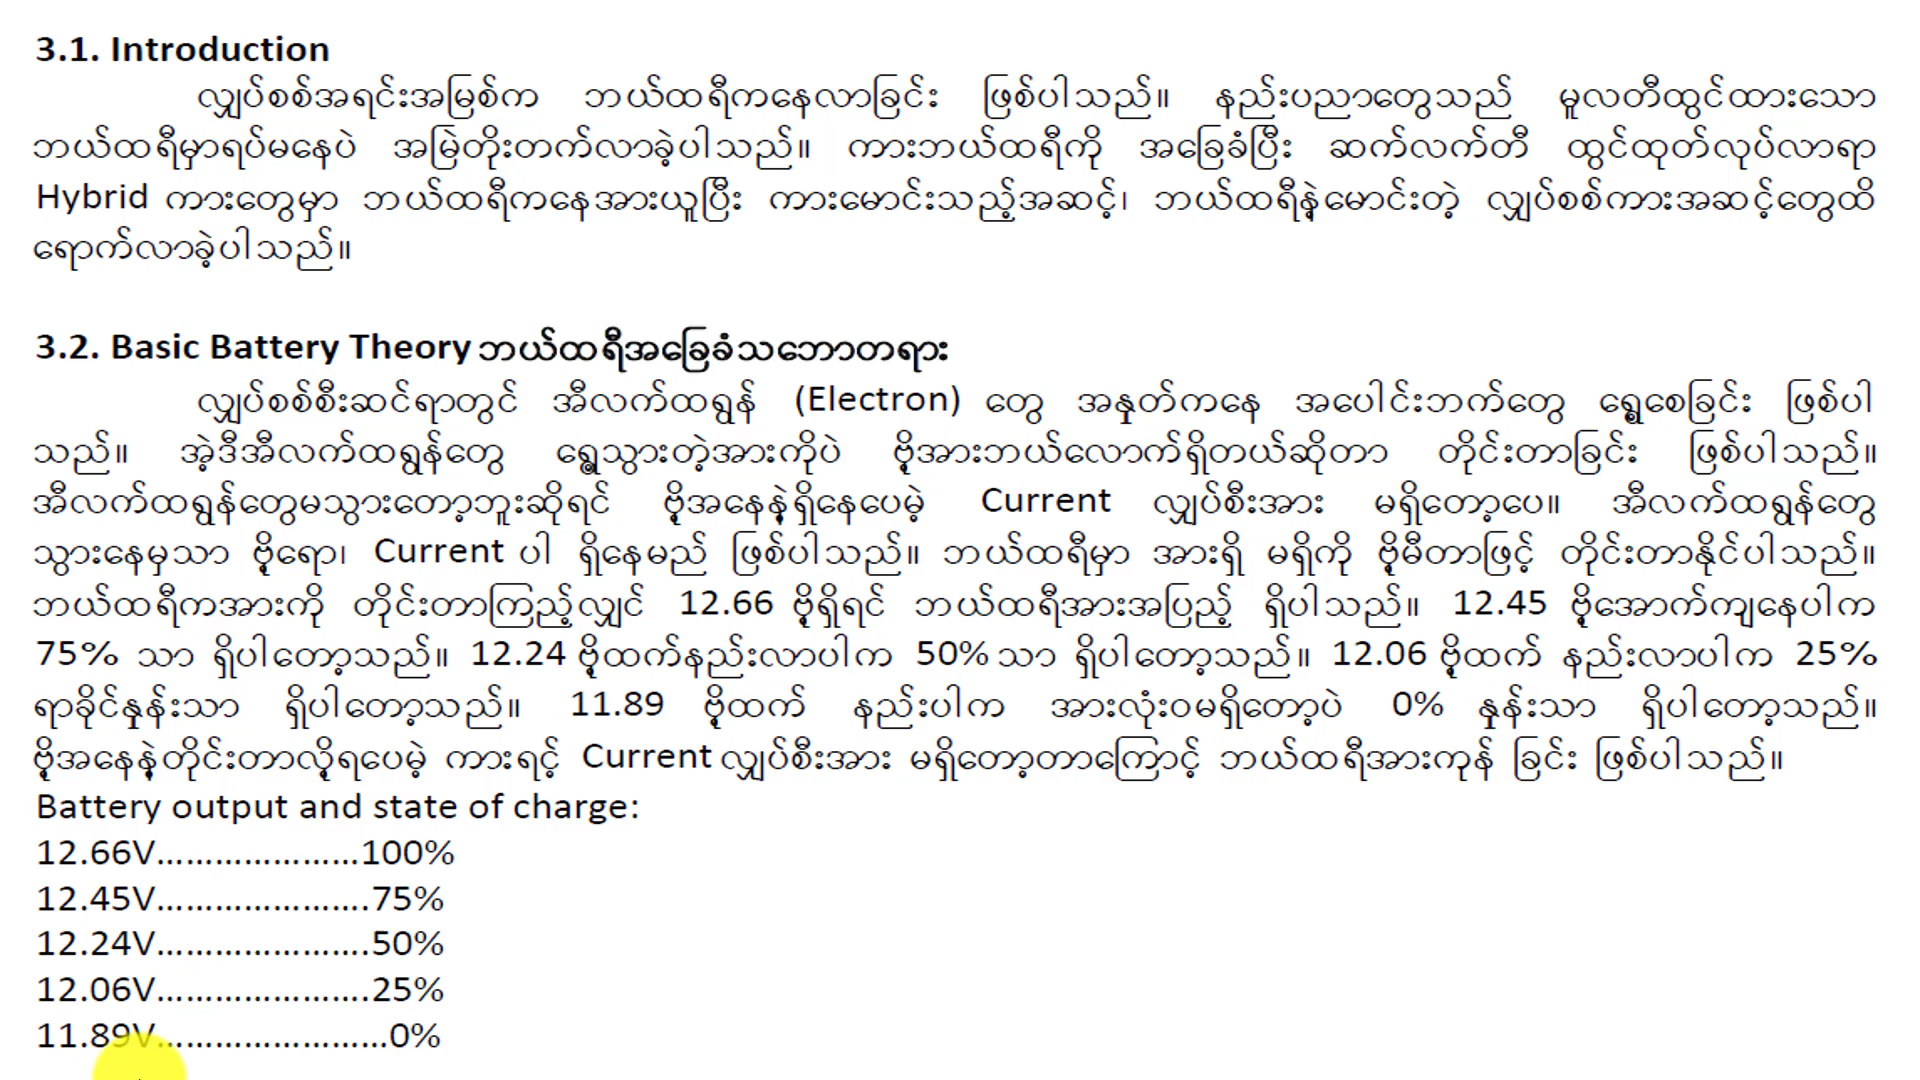 3.1. Introduction
လျှပ်စစ်အရင်းအမြစ်က ဘယ်ထရီကနေလာခြင်း ဖြစ်ပါသည်။ နည်းပညာတွေသည် မူလတီထွင်ထားသော
ဘယ်ထရီမှာရပ်မနေပဲ အမြဲတိုးတက်လာခဲ့ပါသည်။ ကားဘယ်ထရီကို အခြေခံပြီး ဆက်လက်တီ ထွင်ထုတ်လုပ်လာရာ
Hybrid ကားတွေမှာ ဘယ်ထရီကနေအားယူပြီး ကားမောင်းသည့်အဆင့်၊ ဘယ်ထရီနဲ့မောင်းတဲ့ လျှပ်စစ်ကားအဆင့်တွေထိ
ရောက်လာခဲ့ပါသည်။
3.2. Basic Battery Theory ဘယ်ထရီအခြေခံသဘောတရား
လျှပ်စစ်စီးဆင်ရာတွင် အီလက်ထရွန် (Electron) တွေ အနှုတ်ကနေ အပေါင်းဘက်တွေ ရွေ့စေခြင်း ဖြစ်ပါ
သည်။ အဲ့ဒီအီလက်ထရွန်တွေ ရွေ့သွားတဲ့အားကိုပဲ ဗို့အားဘယ်လောက်ရှိတယ်ဆိုတာ တိုင်းတာခြင်း ဖြစ်ပါသည်။
အီလက်ထရွန်တွေမသွားတော့ဘူးဆိုရင် ဗို့အနေနဲ့ရှိနေပေမဲ့ Current လျှပ်စီးအား မရှိတော့ပေ။ အီလက်ထရွန်တွေ
သွားနေမှသာ ဗို့ရော၊ Current ပါ ရှိနေမည် ဖြစ်ပါသည်။ ဘယ်ထရီမှာ အားရှိ မရှိကို ဗို့မီတာဖြင့် တိုင်းတာနိုင်ပါသည်။
ဘယ်ထရီကအားကို တိုင်းတာကြည့်လျှင် 12.66 ဗို့ရှိရင် ဘယ်ထရီအားအပြည့် ရှိပါသည်။ 12.45 ဗို့အောက်ကျနေပါက
75% သာ ရှိပါတော့သည်။ 12.24 ဗို့ထက်နည်းလာပါက 50% သာ ရှိပါတော့သည်။ 12.06 ဗို့ထက် နည်းလာပါက 25%
ရာခိုင်နှုန်းသာ ရှိပါတော့သည်။ 11.89 ဗို့ထက် နည်းပါက အားလုံးဝမရှိတော့ပဲ 0% နှုန်းသာ ရှိပါတော့သည်။
ဗို့အနေနဲ့တိုင်းတာလို့ရပေမဲ့ ကားရင့် Current လျှပ်စီးအား မရှိတော့တာကြောင့် ဘယ်ထရီအားကုန် ခြင်း ဖြစ်ပါသည်။
Battery output and state of charge:
12.66V…………………100%
12.45V………………….75%
12.24V………………….50%
12.06V………………….25%
11.89V……………………0%